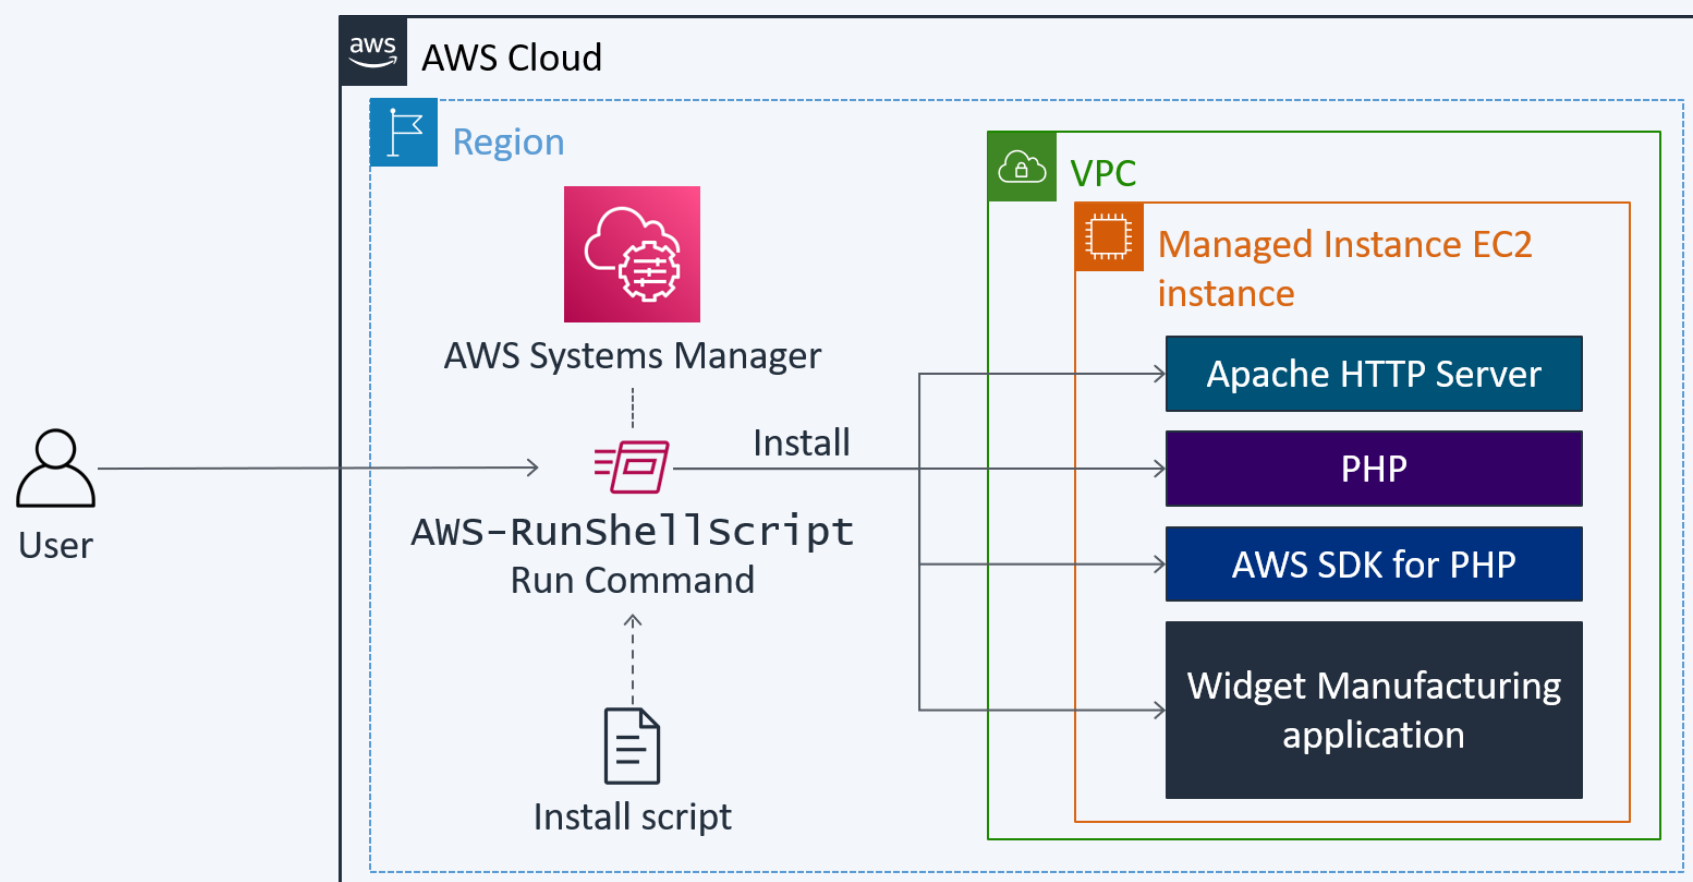 aws
AWS Cloud
Region
VPC
Managed Instance EC2
instance
AWS Systems Manager
Apache HTTP Server
Install
PHP
User
AWS-RunShellScript
Run Command
AWS SDK for PHP
Widget Manufacturing
application
Install script